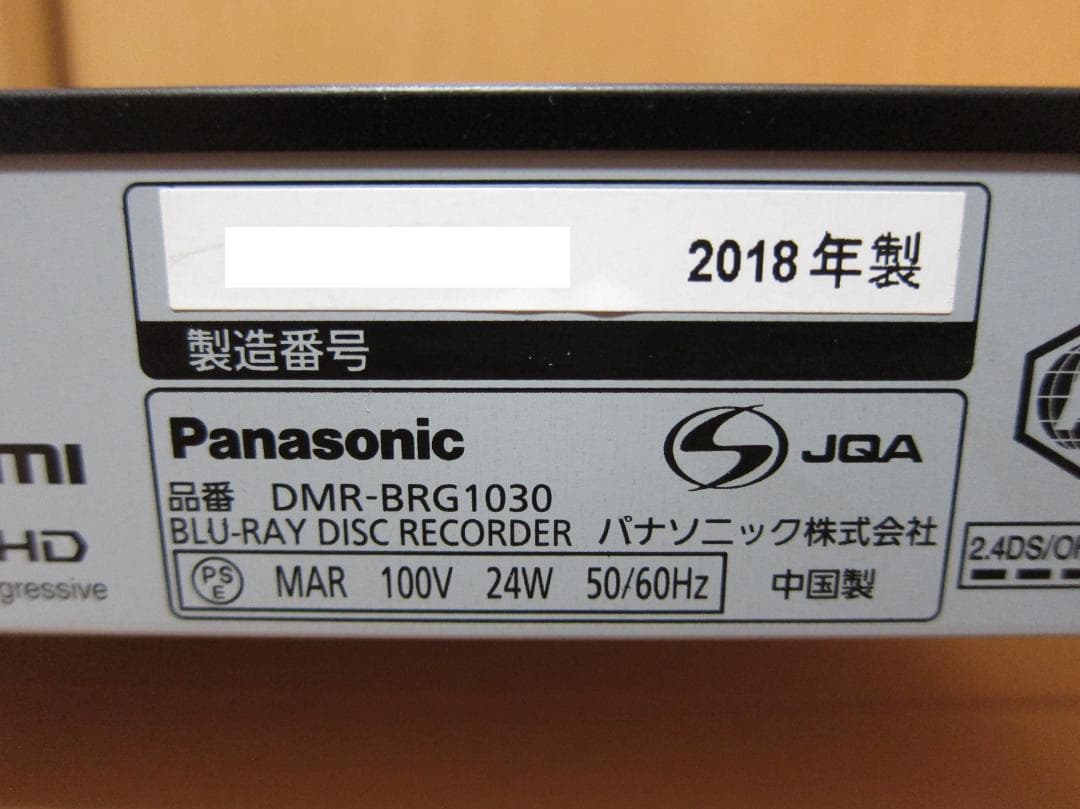 2018年製
製造番号
Panasonic
JQA
品番 DMR-BRG1030
BLU-RAY DISC RECORDER パナソニック株式会社
PSE MAR 100V 24W 50/60Hz 中国製
mi
HD
gressive
2.4DS/OF